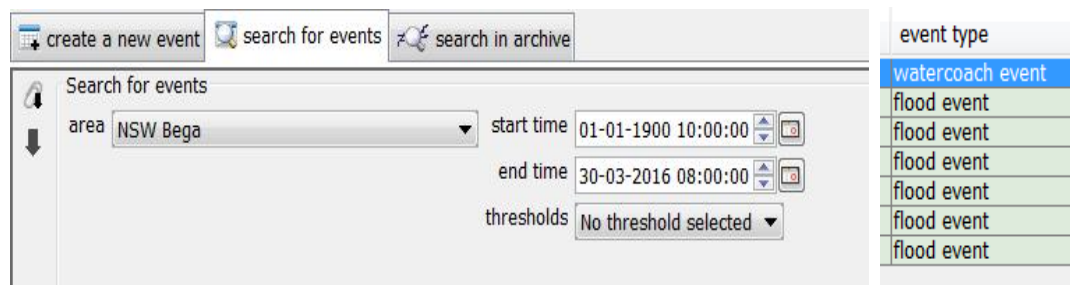 create a new event search for events search in archive
Search for events
area NSW Bega start time 01-01-1900 10:00:00
end time 30-03-2016 08:00:00
thresholds No threshold selected
event type
watercoach event
flood event
flood event
flood event
flood event
flood event
flood event